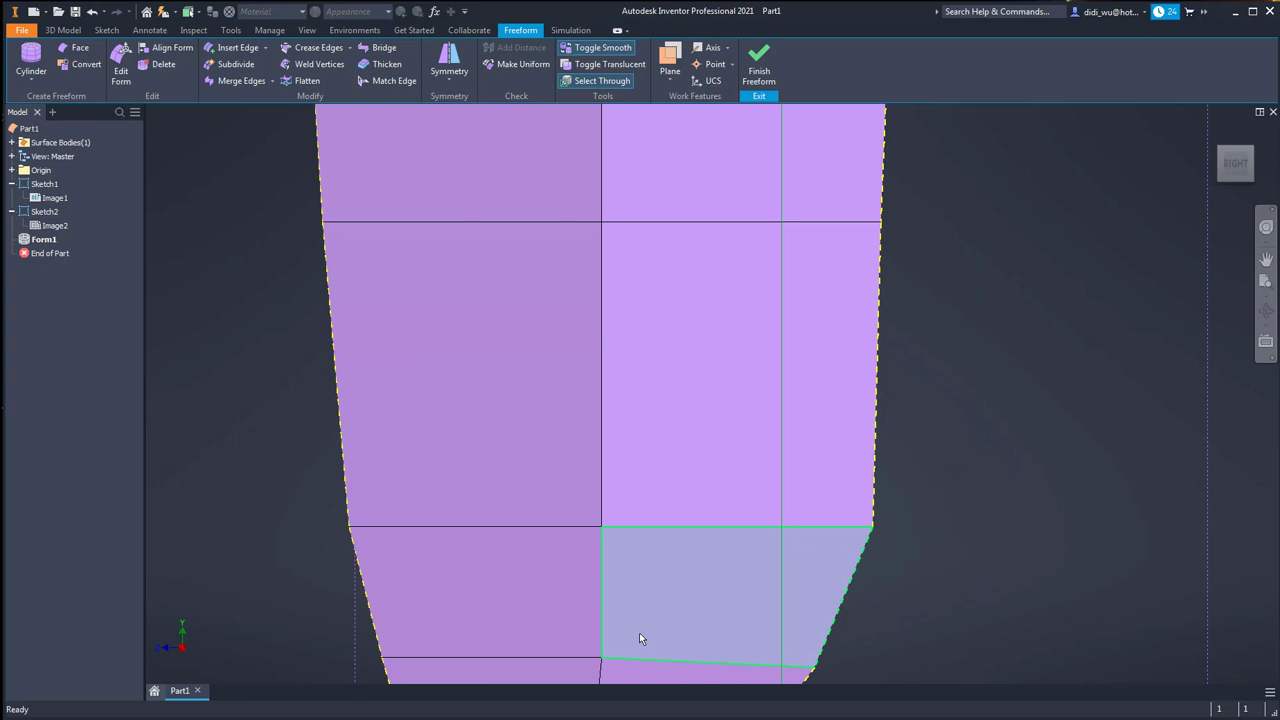 Material
Appearance
Autodesk Inventor Professional 2021 Part1
Search Help & Commands...
didi_wu@hot...
24
File 3D Model Sketch Annotate Inspect Tools Manage View Environments Get Started Collaborate Freeform Simulation
Cylinder
Face
Convert
Create Freeform
Edit Form
Align Form
Delete
Edit
Insert Edge
Subdivide
Merge Edges
Crease Edges
Weld Vertices
Flatten
Bridge
Thicken
Match Edge
Modify
Symmetry
Symmetry
Add Distance
Make Uniform
Check
Toggle Smooth
Toggle Translucent
Select Through
Tools
Plane
Axis
Point
UCS
Work Features
Finish Freeform
Exit
Model
Part1
Surface Bodies(1)
View: Master
Origin
Sketch1
Image1
Sketch2
Image2
Form1
End of Part
RIGHT
Y
Z
Part1
Ready
1 1